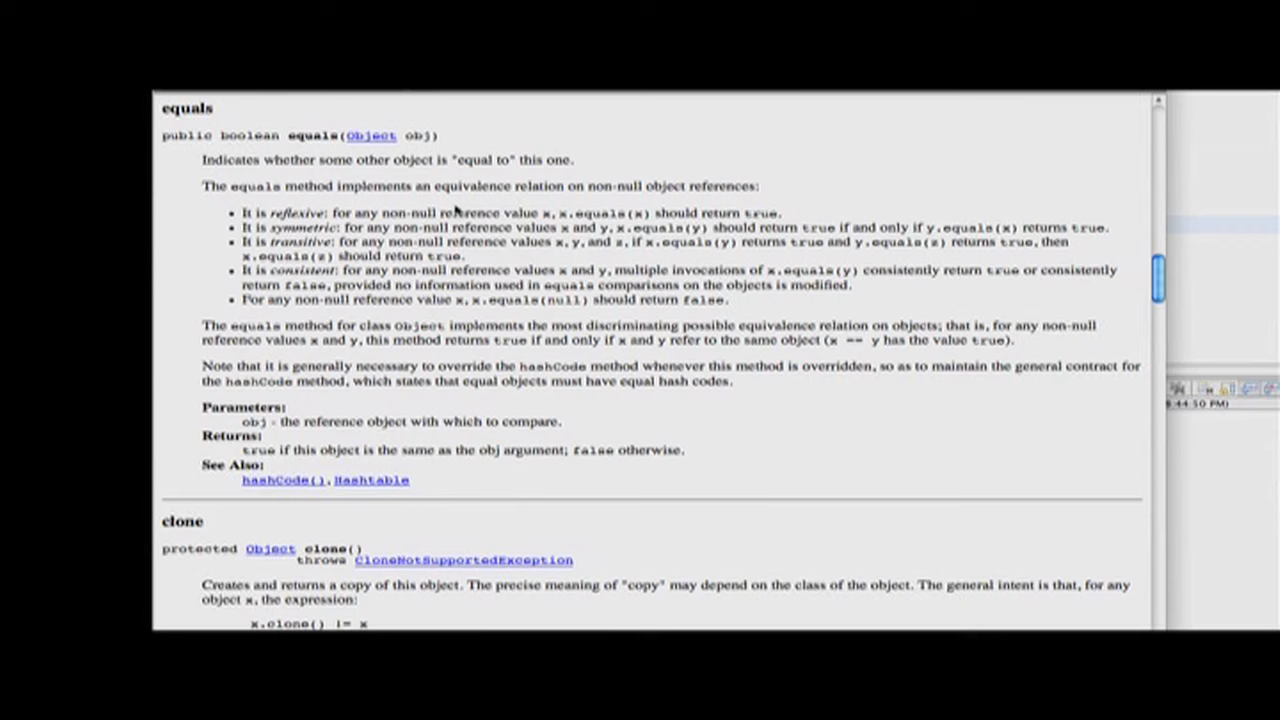 equals
public boolean equals(Object obj)
Indicates whether some other object is "equal to" this one.
The equals method implements an equivalence relation on non-null object references:
• It is reflexive: for any non-null reference value x, x.equals(x) should return true.
• It is symmetric: for any non-null reference values x and y, x.equals(y) should return true if and only if y.equals(x) returns true.
• It is transitive: for any non-null reference values x, y, and z, if x.equals(y) returns true and y.equals(z) returns true, then
x.equals(z) should return true.
• It is consistent: for any non-null reference values x and y, multiple invocations of x.equals(y) consistently return true or consistently
return false, provided no information used in equals comparisons on the objects is modified.
• For any non-null reference value x, x.equals(null) should return false.
The equals method for class Object implements the most discriminating possible equivalence relation on objects; that is, for any non-null
reference values x and y, this method returns true if and only if x and y refer to the same object (x == y has the value true).
Note that it is generally necessary to override the hashCode method whenever this method is overridden, so as to maintain the general contract for
the hashCode method, which states that equal objects must have equal hash codes.
Parameters:
obj - the reference object with which to compare.
Returns:
true if this object is the same as the obj argument; false otherwise.
See Also:
hashCode(), Hashtable
clone
protected Object clone()
throws CloneNotSupportedException
Creates and returns a copy of this object. The precise meaning of "copy" may depend on the class of the object. The general intent is that, for any
object x, the expression:
x.clone() != x
:44:50 PM)